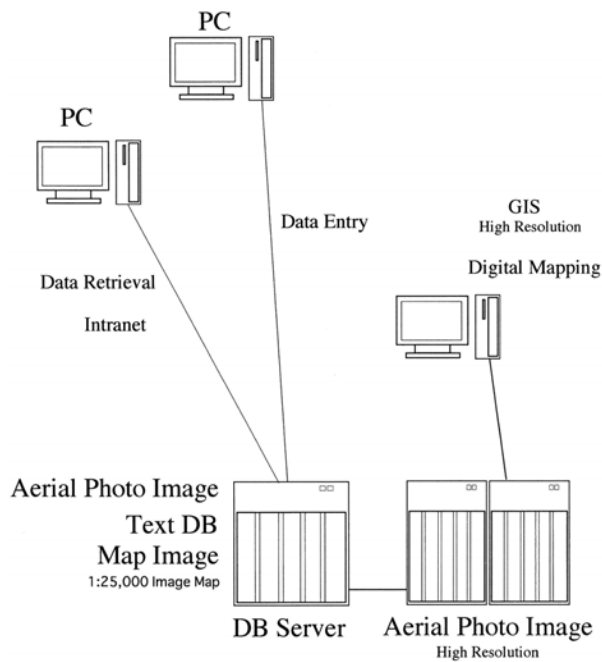 PC
PC
Data Entry
GIS
High Resolution
Digital Mapping
Data Retrieval
Intranet
Aerial Photo Image
Text DB
Map Image
1:25,000 Image Map
DB Server
Aerial Photo Image
High Resolution